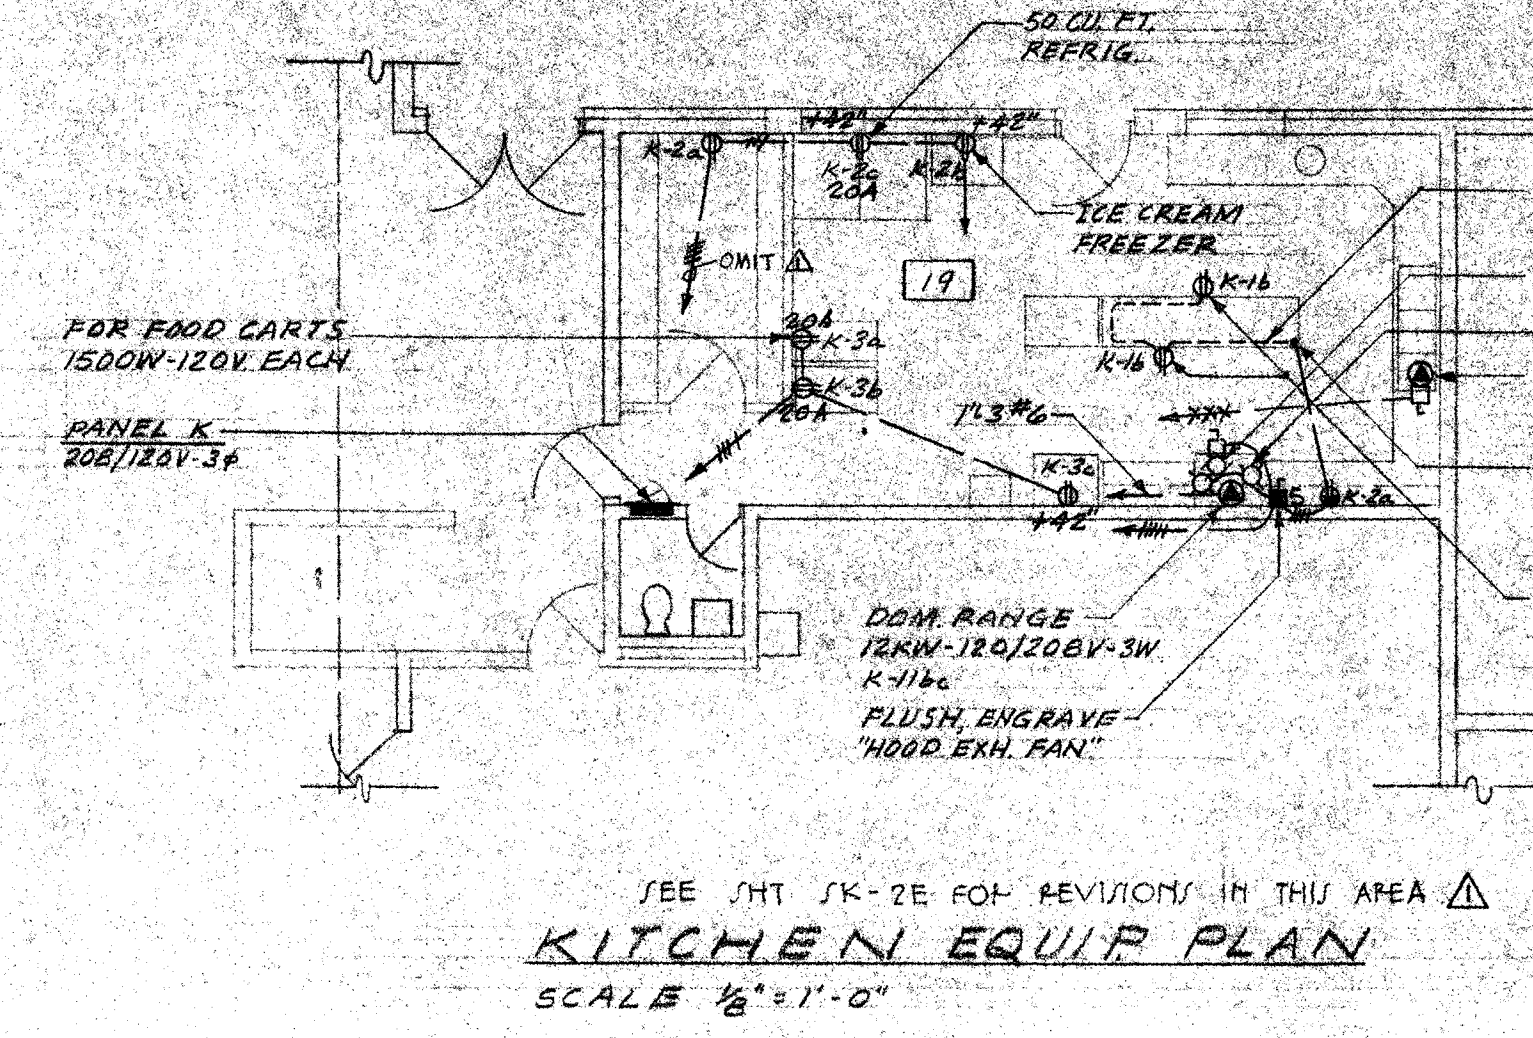 50 CU. FT.
REFRIG.
+42"
+42"
K-2a
K-2c
20A
K-2b
ICE CREAM
FREEZER
OMIT 1
19
K-1b
FOR FOOD CARTS
1500W-120V. EACH
20A
K-3a
K-1b
K-3b
20A
1"C 3#6
PANEL K
208/120V-3ϕ
K-3c
+42"
S
K-2a
DOM. RANGE
12KW-120/208V-3W
K-11bc
FLUSH, ENGRAVE
"HOOD EXH. FAN"
SEE SHT SK-2E FOR REVISIONS IN THIS AREA 1
KITCHEN EQUIP. PLAN
SCALE 1/8" = 1'-0"